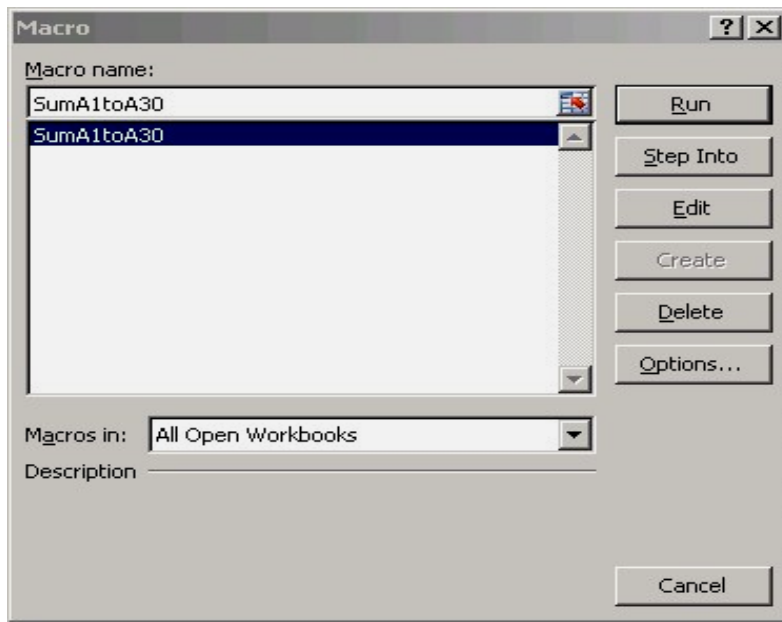 Macro
?
Macro name:
SumA1toA30
SumA1toA30
Run
Step Into
Edit
Create
Delete
Options...
Macros in:
All Open Workbooks
Description
Cancel